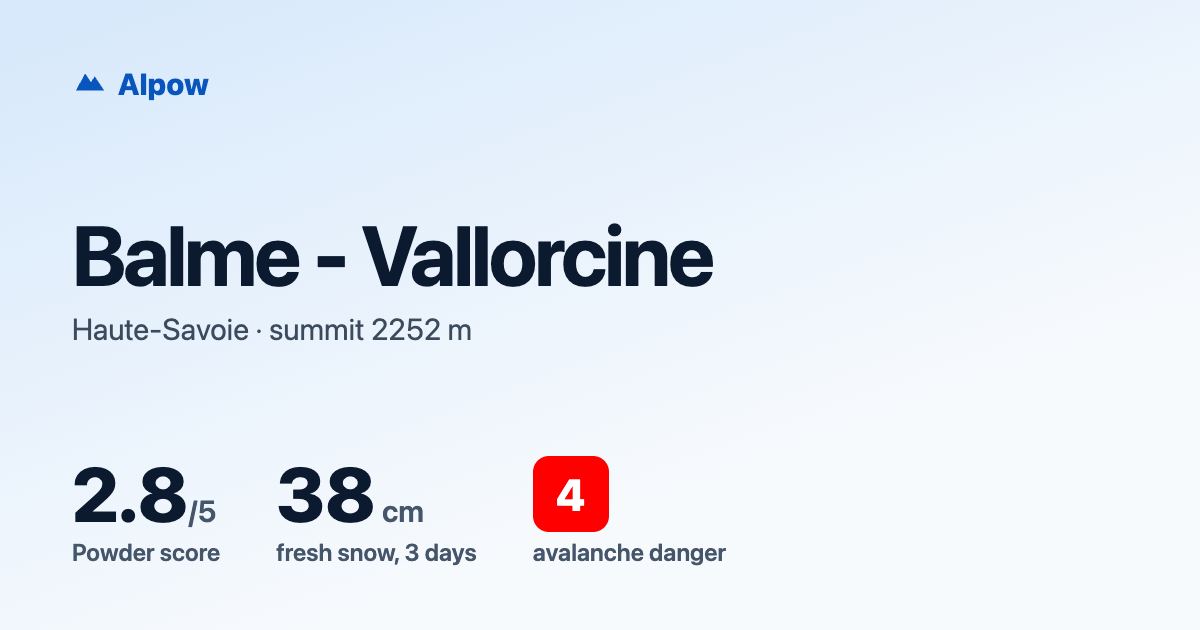 Alpow
Balme - Vallorcine
Haute-Savoie · summit 2252 m
2.8/5 38 cm 4
Powder score fresh snow, 3 days avalanche danger